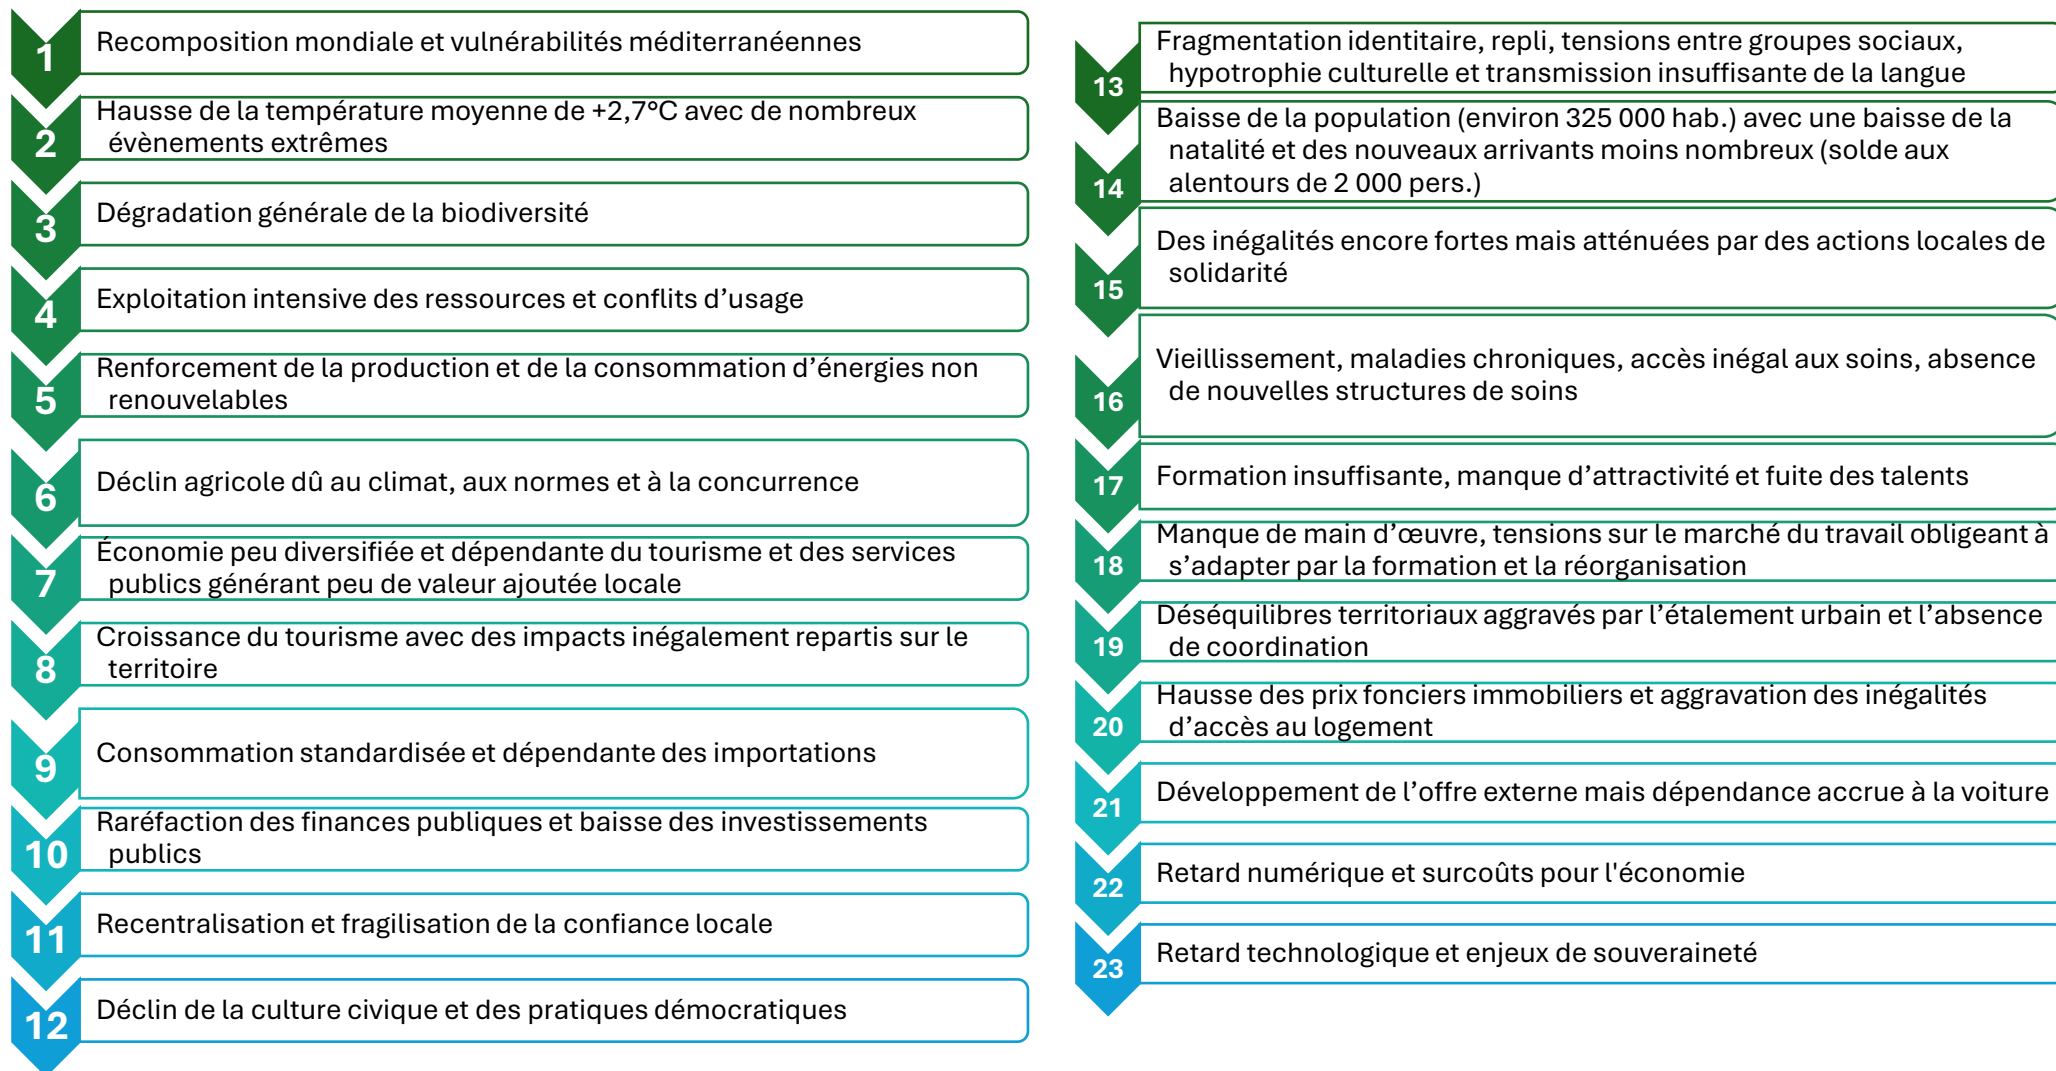 1
Recomposition mondiale et vulnérabilités méditerranéennes
2
Hausse de la température moyenne de +2,7°C avec de nombreux
évènements extrêmes
3
Dégradation générale de la biodiversité
4
Exploitation intensive des ressources et conflits d’usage
5
Renforcement de la production et de la consommation d’énergies non
renouvelables
6
Déclin agricole dû au climat, aux normes et à la concurrence
7
Économie peu diversifiée et dépendante du tourisme et des services
publics générant peu de valeur ajoutée locale
8
Croissance du tourisme avec des impacts inégalement repartis sur le
territoire
9
Consommation standardisée et dépendante des importations
10
Raréfaction des finances publiques et baisse des investissements
publics
11
Recentralisation et fragilisation de la confiance locale
12
Déclin de la culture civique et des pratiques démocratiques
13
Fragmentation identitaire, repli, tensions entre groupes sociaux,
hypotrophie culturelle et transmission insuffisante de la langue
14
Baisse de la population (environ 325 000 hab.) avec une baisse de la
natalité et des nouveaux arrivants moins nombreux (solde aux
alentours de 2 000 pers.)
15
Des inégalités encore fortes mais atténuées par des actions locales de
solidarité
16
Vieillissement, maladies chroniques, accès inégal aux soins, absence
de nouvelles structures de soins
17
Formation insuffisante, manque d’attractivité et fuite des talents
18
Manque de main d’œuvre, tensions sur le marché du travail obligeant à
s’adapter par la formation et la réorganisation
19
Déséquilibres territoriaux aggravés par l’étalement urbain et l’absence
de coordination
20
Hausse des prix fonciers immobiliers et aggravation des inégalités
d’accès au logement
21
Développement de l’offre externe mais dépendance accrue à la voiture
22
Retard numérique et surcoûts pour l'économie
23
Retard technologique et enjeux de souveraineté